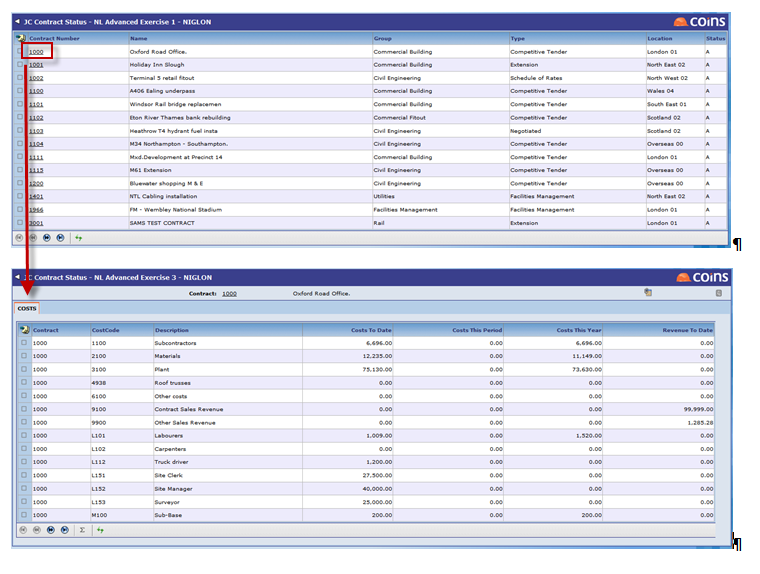 JC Contract Status - NL Advanced Exercise 1 - NIGLON COINS
Contract Number Name Group Type Location Status
1000 Oxford Road Office. Commercial Building Competitive Tender London 01 A
1001 Holiday Inn Slough Commercial Building Extension North East 02 A
1002 Terminal 5 retail fitout Civil Engineering Schedule of Rates North West 02 A
1100 A406 Ealing underpass Commercial Building Competitive Tender Wales 04 A
1101 Windsor Rail bridge replacemen Commercial Building Competitive Tender South East 01 A
1102 Eton River Thames bank rebuilding Commercial Fitout Competitive Tender Scotland 02 A
1103 Heathrow T4 hydrant fuel insta Civil Engineering Negotiated Scotland 02 A
1104 M34 Northampton - Southampton. Civil Engineering Competitive Tender Overseas 00 A
1111 Mxd.Development at Precinct 14 Commercial Building Competitive Tender London 01 A
1115 M61 Extension Civil Engineering Competitive Tender Overseas 00 A
1200 Bluewater shopping M & E Civil Engineering Competitive Tender Overseas 00 A
1401 NTL Cabling installation Utilities Facilities Management North East 02 A
1966 FM - Wembley National Stadium Facilities Management Facilities Management London 01 A
3001 SAMS TEST CONTRACT Rail Extension London 01 A
¶
JC Contract Status - NL Advanced Exercise 3 - NIGLON COINS
Contract: 1000 Oxford Road Office.
COSTS
Contract CostCode Description Costs To Date Costs This Period Costs This Year Revenue To Date
1000 1100 Subcontractors 6,696.00 0.00 6,696.00 0.00
1000 2100 Materials 12,235.00 0.00 11,149.00 0.00
1000 3100 Plant 75,130.00 0.00 73,630.00 0.00
1000 4938 Roof trusses 0.00 0.00 0.00 0.00
1000 6100 Other costs 0.00 0.00 0.00 0.00
1000 9100 Contract Sales Revenue 0.00 0.00 0.00 99,999.00
1000 9900 Other Sales Revenue 0.00 0.00 0.00 1,285.28
1000 L101 Labourers 1,009.00 0.00 1,520.00 0.00
1000 L102 Carpenters 0.00 0.00 0.00 0.00
1000 L112 Truck driver 1,200.00 0.00 0.00 0.00
1000 L151 Site Clerk 27,500.00 0.00 0.00 0.00
1000 L152 Site Manager 40,000.00 0.00 0.00 0.00
1000 L153 Surveyor 25,000.00 0.00 0.00 0.00
1000 M100 Sub-Base 200.00 0.00 200.00 0.00
Σ
¶